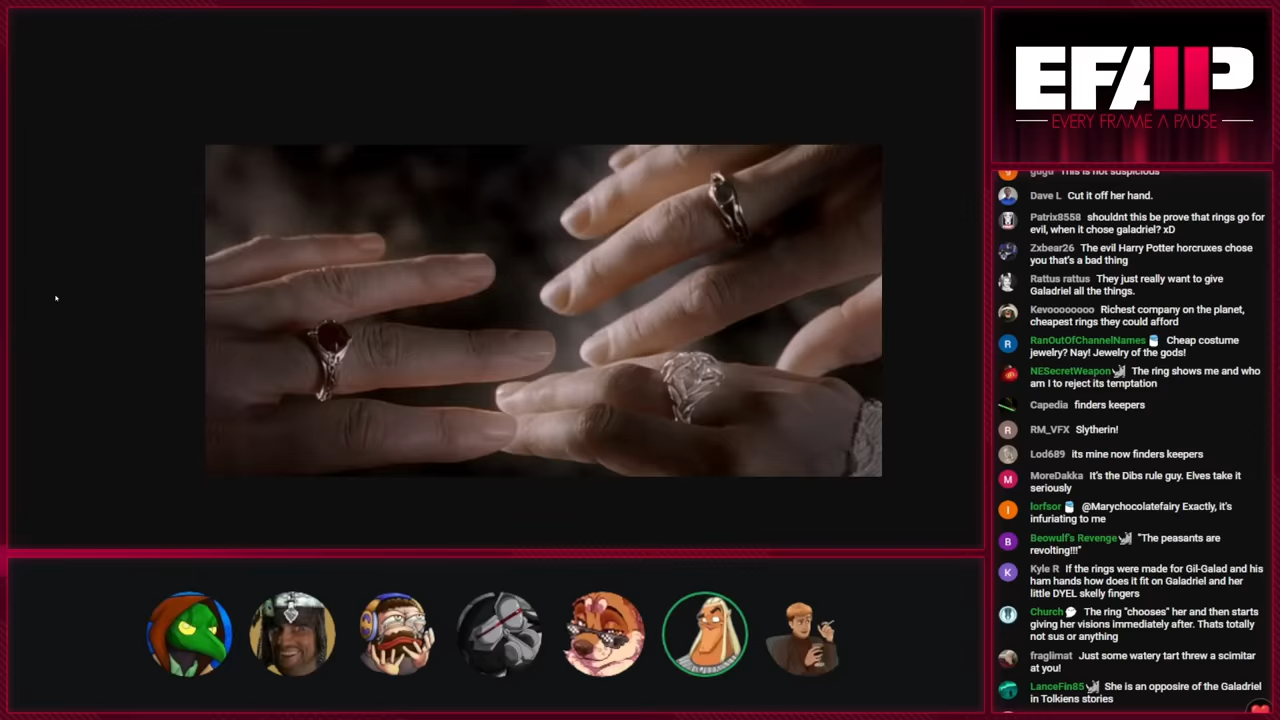 EFAP
EVERY FRAME A PAUSE
gugu This is not suspicious
Dave L Cut it off her hand.
Patrix8558 shouldnt this be prove that rings go for
evil, when it chose galadriel? xD
Zxbear26 The evil Harry Potter horcruxes chose
you that's a bad thing
Rattus rattus They just really want to give
Galadriel all the things.
Kevoooooooo Richest company on the planet,
cheapest rings they could afford
RanOutOfChannelNames Cheap costume
jewelry? Nay! Jewelry of the gods!
NESecretWeapon The ring shows me and who
am I to reject its temptation
Capedia finders keepers
RM_VFX Slytherin!
Lod689 its mine now finders keepers
MoreDakka It's the Dibs rule guy. Elves take it
seriously
lorfsor @Marychocolatefairy Exactly, it's
infuriating to me
Beowulf's Revenge "The peasants are
revolting!!!"
Kyle R If the rings were made for Gil-Galad and his
ham hands how does it fit on Galadriel and her
little DYEL skelly fingers
Church The ring "chooses" her and then starts
giving her visions immediately after. Thats totally
not sus or anything
fraglimat Just some watery tart threw a scimitar
at you!
LanceFin85 She is an opposire of the Galadriel
in Tolkiens stories